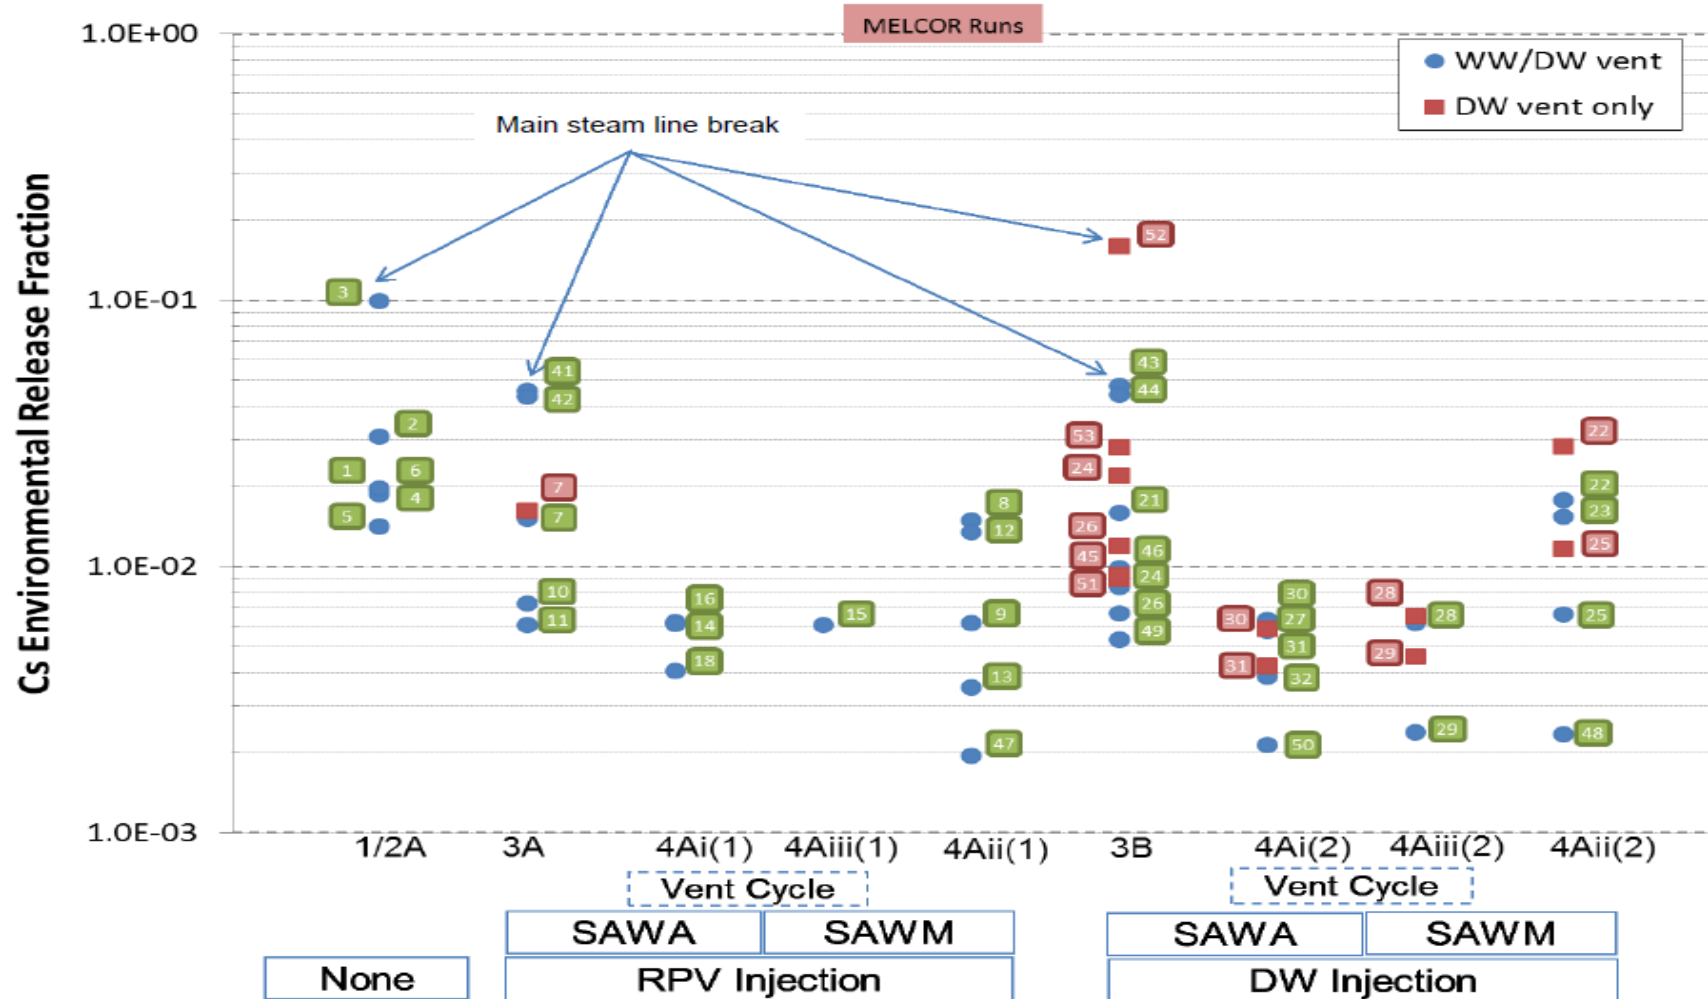 MELCOR Runs
1.0E+00
WW/DW vent
DW vent only
Main steam line break
Cs Environmental Release Fraction
52
3
1.0E-01
43
41
44
42
2
53
22
1
6
24
7
22
4
21
8
5
7
23
26
12
25
46
45
1.0E-02
24
51
10
16
30
28
26
11
14
15
9
30
27
28
25
49
31
18
31
29
13
32
47
50
29
48
1.0E-03
1/2A
3A
4Ai(1)
4Aiii(1)
4Aii(1)
3B
4Ai(2)
4Aiii(2)
4Aii(2)
Vent Cycle
Vent Cycle
SAWA
SAWM
SAWA
SAWM
None
RPV Injection
DW Injection